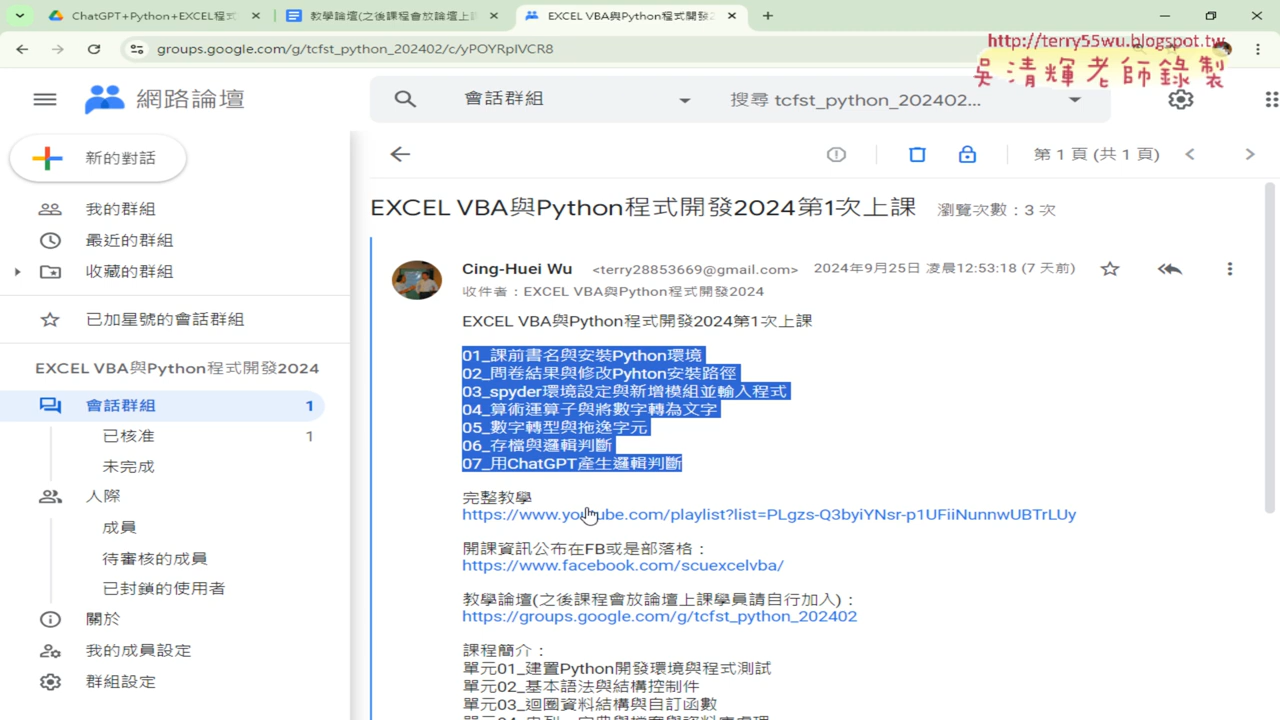 ChatGPT+Python+EXCEL程式
教學論壇(之後課程會放論壇上
EXCEL VBA與Python程式開發2
groups.google.com/g/tcfst_python_202402/c/yPOYRpIVCR8
http://terry55wu.blogspot.tw
吳清輝老師錄製
網路論壇
會話群組
搜尋 tcfst_python_202402...
新的對話
第 1 頁 (共 1 頁)
我的群組
最近的群組
收藏的群組
已加星號的會話群組
EXCEL VBA與Python程式開發2024
會話群組 1
已核准 1
未完成
人際
成員
待審核的成員
已封鎖的使用者
關於
我的成員設定
群組設定
EXCEL VBA與Python程式開發2024第1次上課 瀏覽次數：3 次
Cing-Huei Wu <terry28853669@gmail.com> 2024年9月25日 凌晨12:53:18 (7 天前)
收件者：EXCEL VBA與Python程式開發2024
EXCEL VBA與Python程式開發2024第1次上課
01_課前書名與安裝Python環境
02_問卷結果與修改Pyhton安裝路徑
03_spyder環境設定與新增模組並輸入程式
04_算術運算子與將數字轉為文字
05_數字轉型與拖逸字元
06_存檔與邏輯判斷
07_用ChatGPT產生邏輯判斷
完整教學
https://www.youtube.com/playlist?list=PLgzs-Q3byiYNsr-p1UFiiNunnwUBTrLUy
開課資訊公布在FB或是部落格：
https://www.facebook.com/scuexcelvba/
教學論壇(之後課程會放論壇上課學員請自行加入)：
https://groups.google.com/g/tcfst_python_202402
課程簡介：
單元01_建置Python開發環境與程式測試
單元02_基本語法與結構控制件
單元03_迴圈資料結構與自訂函數